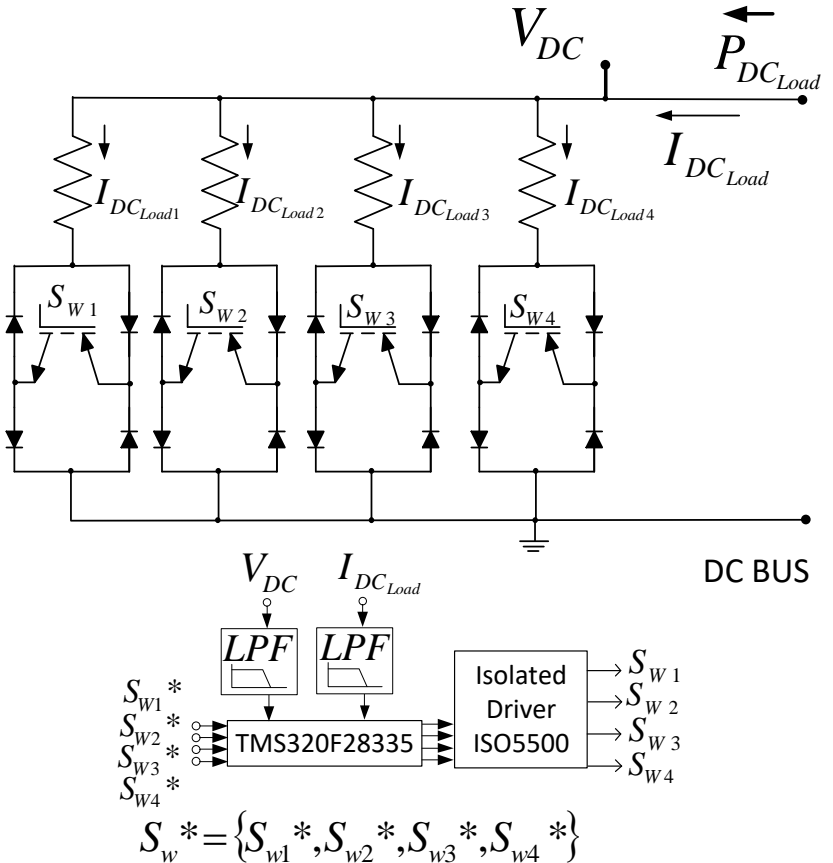 V_DC
P_DC_Load
I_DC_Load
I_DC_Load1
I_DC_Load2
I_DC_Load3
I_DC_Load4
S_W1
S_W2
S_W3
S_W4
DC BUS
V_DC
I_DC_Load
LPF
LPF
S_W1*
S_W2*
S_W3*
S_W4*
TMS320F28335
Isolated
Driver
ISO5500
S_W1
S_W2
S_W3
S_W4
S_w* = {S_w1*, S_w2*, S_w3*, S_w4*}